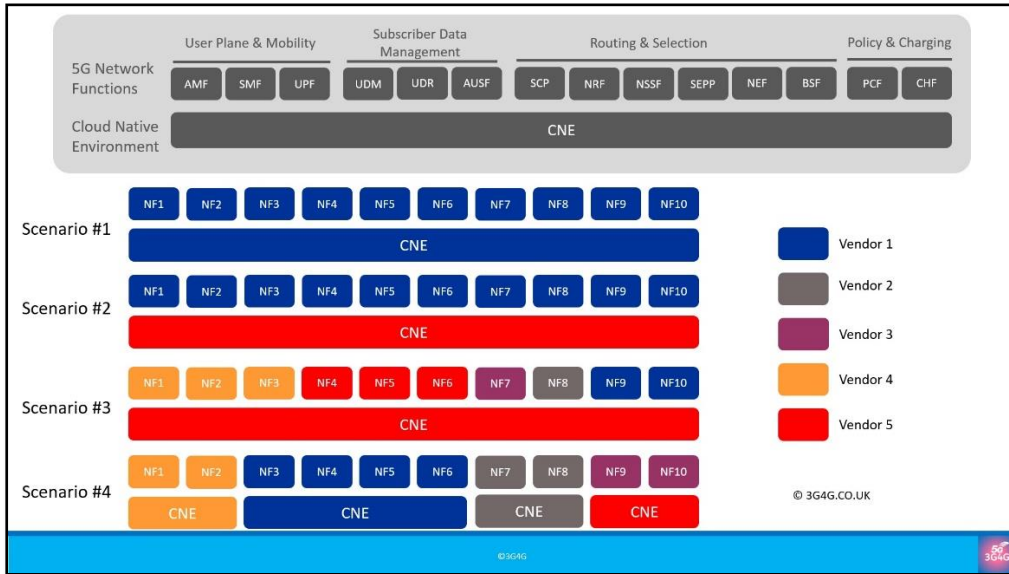 User Plane & Mobility
Subscriber Data
Management
Routing & Selection
Policy & Charging
5G Network
Functions
AMF SMF UPF UDM UDR AUSF SCP NRF NSSF SEPP NEF BSF PCF CHF
Cloud Native
Environment
CNE
Scenario #1
NF1 NF2 NF3 NF4 NF5 NF6 NF7 NF8 NF9 NF10
CNE
Scenario #2
NF1 NF2 NF3 NF4 NF5 NF6 NF7 NF8 NF9 NF10
CNE
Scenario #3
NF1 NF2 NF3 NF4 NF5 NF6 NF7 NF8 NF9 NF10
CNE
Scenario #4
NF1 NF2 NF3 NF4 NF5 NF6 NF7 NF8 NF9 NF10
CNE CNE CNE CNE
Vendor 1
Vendor 2
Vendor 3
Vendor 4
Vendor 5
© 3G4G.CO.UK
©3G4G
5G
3G4G